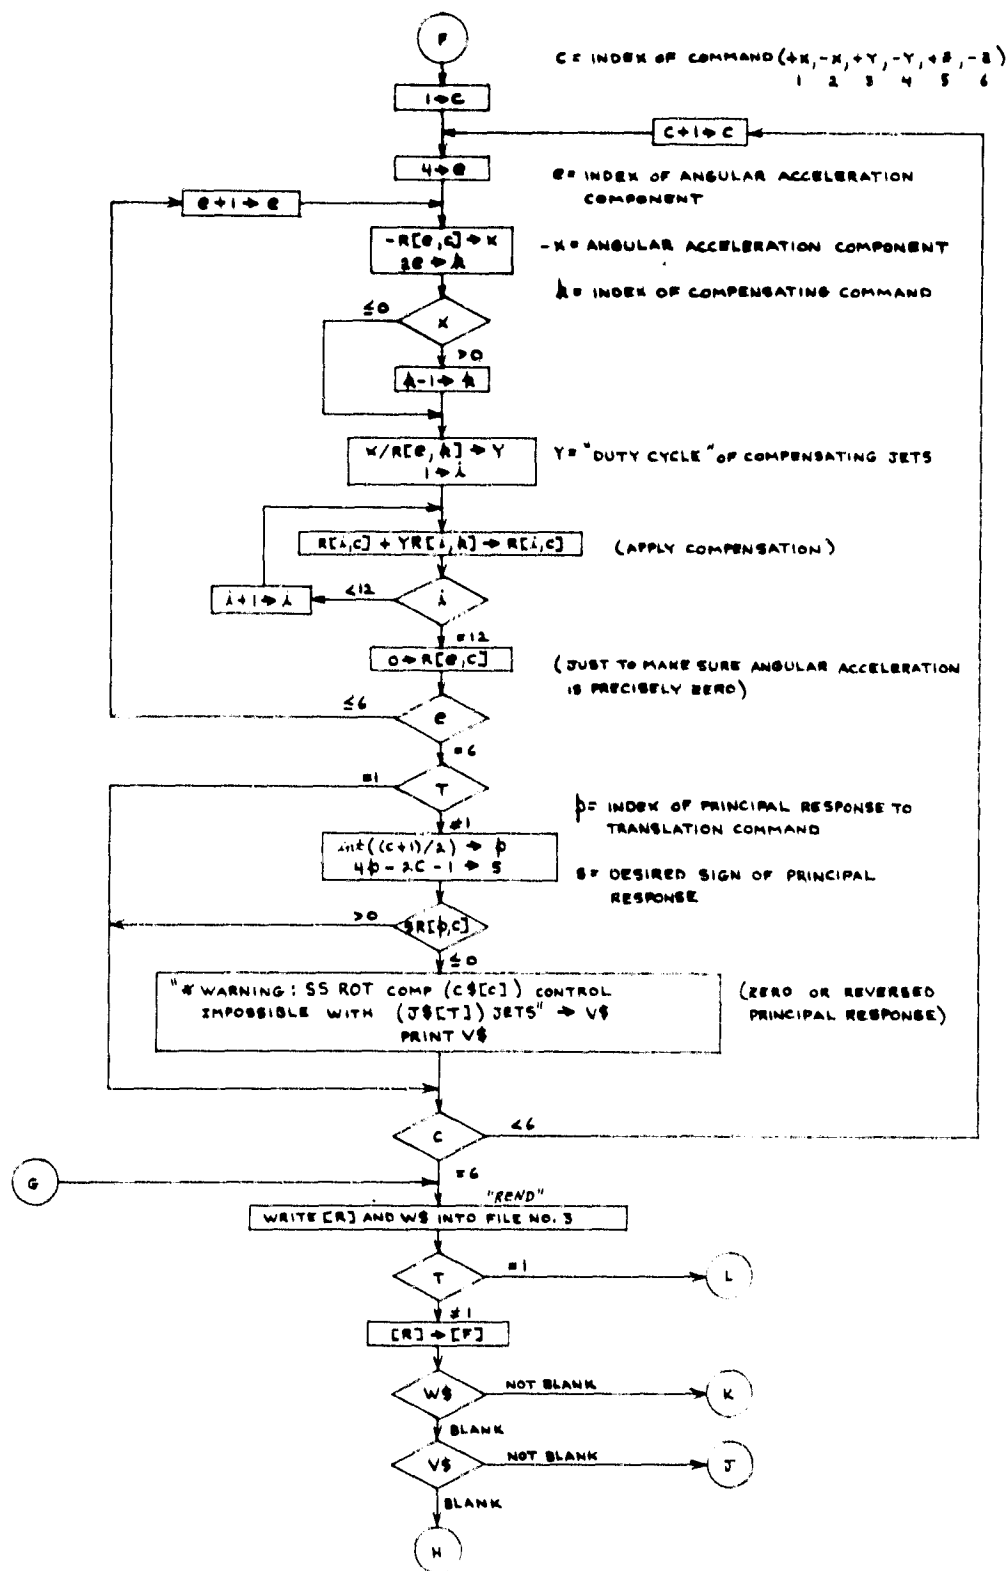 F
C = INDEX OF COMMAND (+X, -X, +Y, -Y, +Z, -Z)
1 2 3 4 5 6
1 → C
C + 1 → C
4 → e
e = INDEX OF ANGULAR ACCELERATION
COMPONENT
e + 1 → e
-R[e,c] → X
2e → k
-X = ANGULAR ACCELERATION COMPONENT
k = INDEX OF COMPENSATING COMMAND
≤0
X
>0
k - 1 → k
X/R[e,k] → Y
1 → i
Y = "DUTY CYCLE" OF COMPENSATING JETS
R[i,c] + YR[i,k] → R[i,c]
(APPLY COMPENSATION)
i + 1 → i
<12
i
=12
0 → R[e,c]
(JUST TO MAKE SURE ANGULAR ACCELERATION
IS PRECISELY ZERO)
≤6
e
=6
=1
T
≠1
p = INDEX OF PRINCIPAL RESPONSE TO
TRANSLATION COMMAND
int((C+1)/2) → p
4p - 2C - 1 → S
S = DESIRED SIGN OF PRINCIPAL
RESPONSE
>0
SR[p,c]
≤0
"* WARNING: SS ROT COMP (C$[C]) CONTROL
IMPOSSIBLE WITH (J$[T]) JETS" → V$
PRINT V$
(ZERO OR REVERSED
PRINCIPAL RESPONSE)
C
<6
=6
G
"REND"
WRITE [R] AND W$ INTO FILE NO. 3
T
=1
L
≠1
[R] → [F]
W$
NOT BLANK
K
BLANK
V$
NOT BLANK
J
BLANK
H